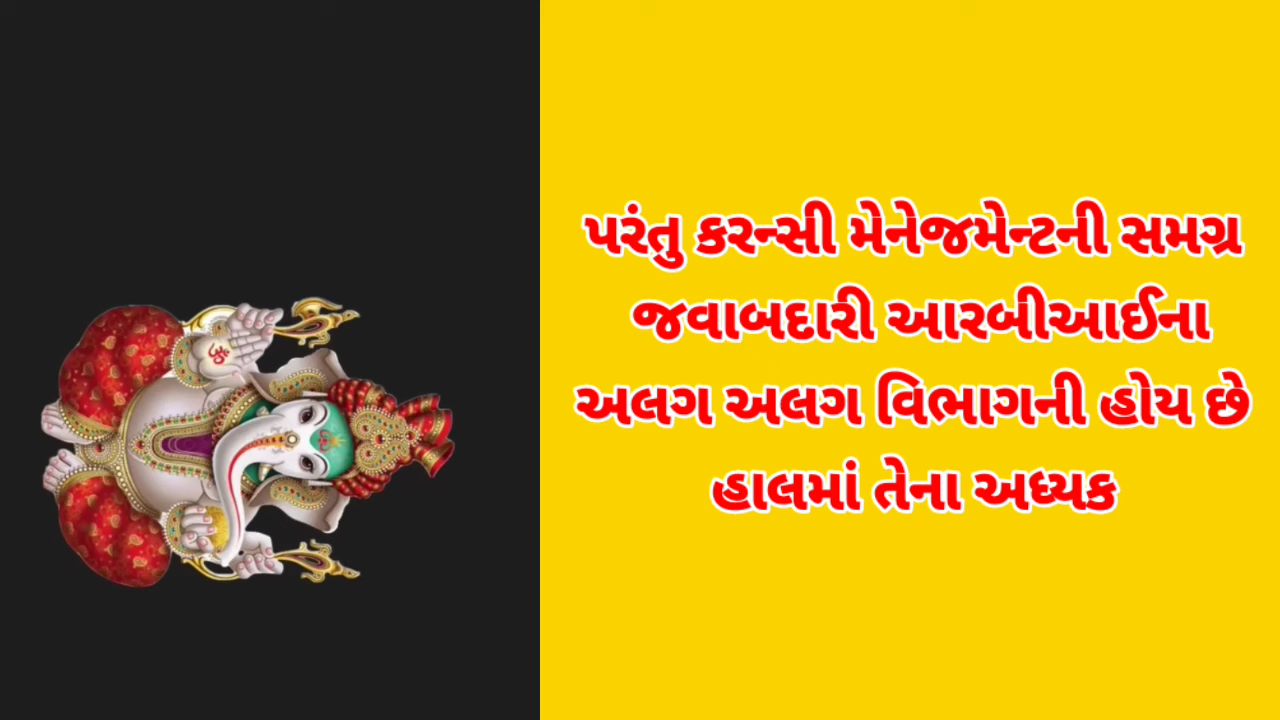 પરંતુ કરન્સી મેનેજમેન્ટની સમગ્ર
જવાબદારી આરબીઆઈના
અલગ અલગ વિભાગની હોય છે
હાલમાં તેના અધ્યક
ૐ